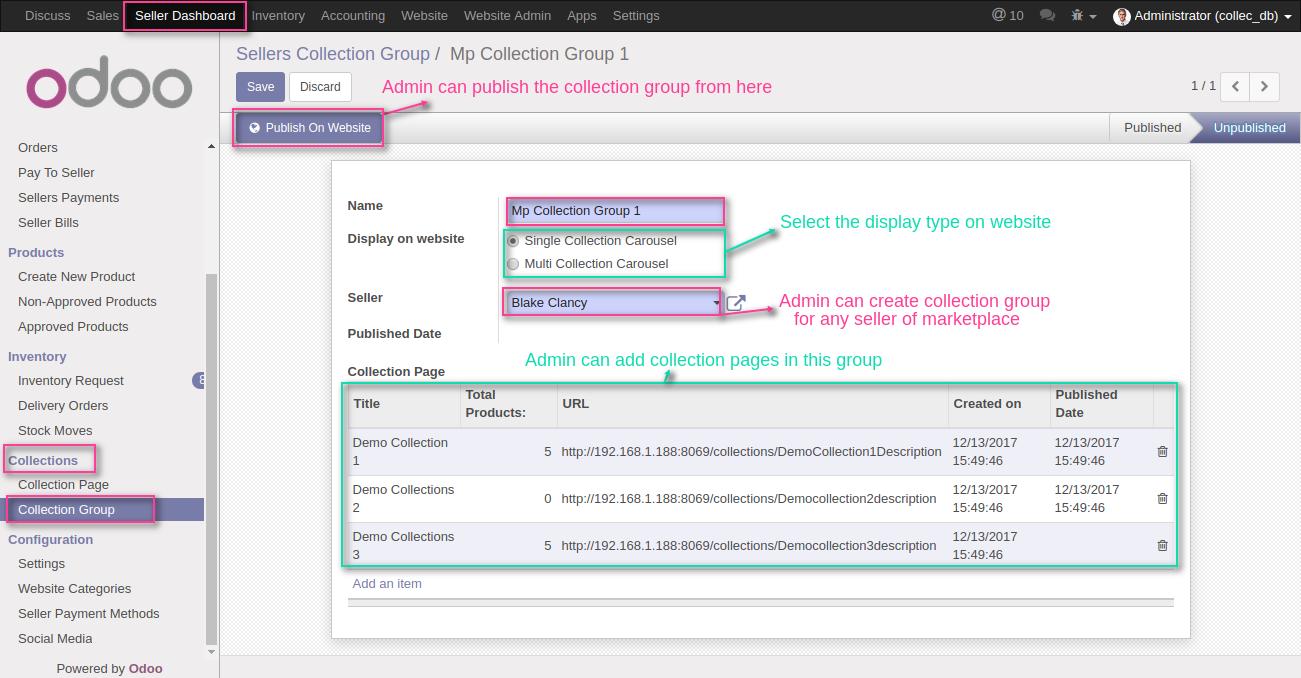 Discuss Sales Seller Dashboard Inventory Accounting Website Website Admin Apps Settings @ 10 Administrator (collec_db)
odoo
Orders
Pay To Seller
Sellers Payments
Seller Bills
Products
Create New Product
Non-Approved Products
Approved Products
Inventory
Inventory Request
Delivery Orders
Stock Moves
Collections
Collection Page
Collection Group
Configuration
Settings
Website Categories
Seller Payment Methods
Social Media
Powered by Odoo
Sellers Collection Group / Mp Collection Group 1
Save Discard Admin can publish the collection group from here 1 / 1
Publish On Website Published Unpublished
Name Mp Collection Group 1
Display on website Single Collection Carousel Select the display type on website
Multi Collection Carousel
Seller Blake Clancy Admin can create collection group
for any seller of marketplace
Published Date
Admin can add collection pages in this group
Collection Page
Title Total Products: URL Created on Published Date
Demo Collection 1 5 http://192.168.1.188:8069/collections/DemoCollection1Description 12/13/2017 15:49:46 12/13/2017 15:49:46
Demo Collections 2 0 http://192.168.1.188:8069/collections/Democollection2description 12/13/2017 15:49:46 12/13/2017 15:49:46
Demo Collections 3 5 http://192.168.1.188:8069/collections/Democollection3description 12/13/2017 15:49:46
Add an item